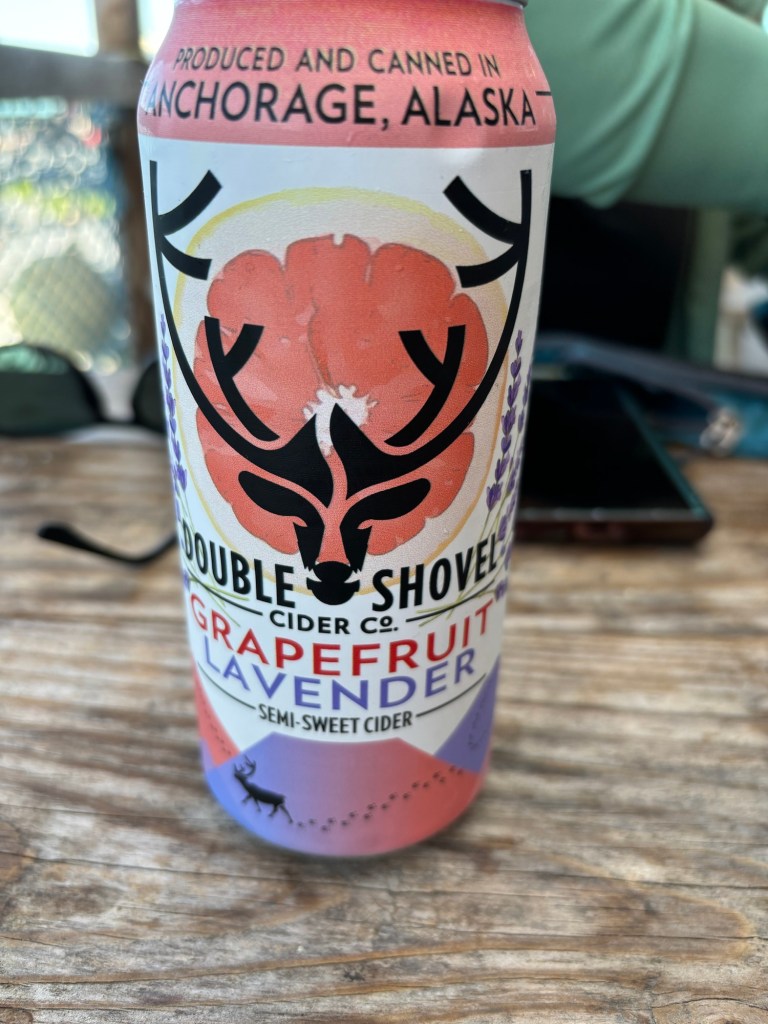 PRODUCED AND CANNED IN
ANCHORAGE, ALASKA
DOUBLE SHOVEL
CIDER Co.
GRAPEFRUIT
LAVENDER
SEMI-SWEET CIDER